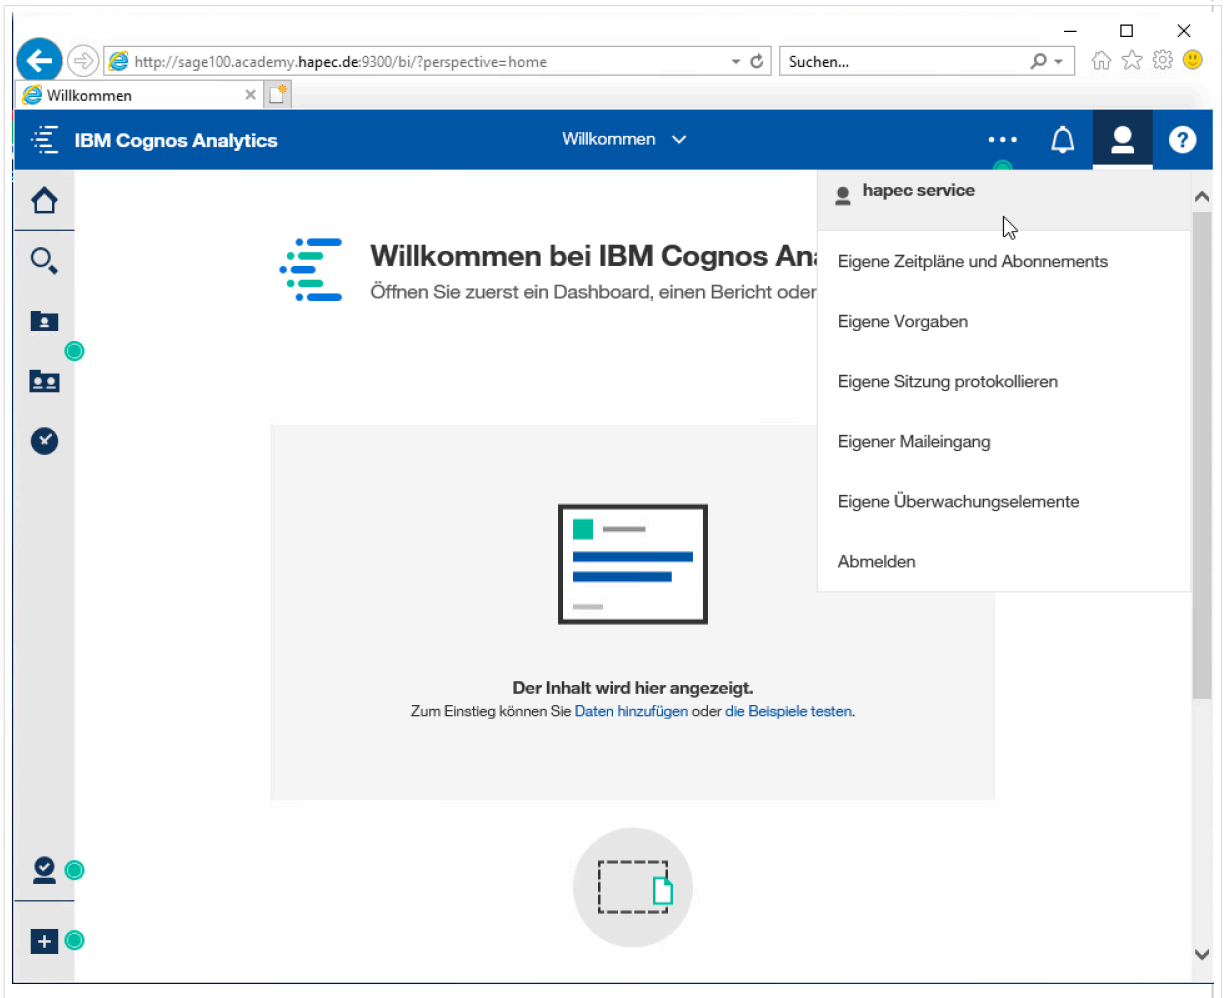 http://sage100.academy.hapec.de:9300/bi/?perspective=home
Suchen...
Willkommen
IBM Cognos Analytics
Willkommen
hapec service
Willkommen bei IBM Cognos An
Öffnen Sie zuerst ein Dashboard, einen Bericht oder
Eigene Zeitpläne und Abonnements
Eigene Vorgaben
Eigene Sitzung protokollieren
Eigener Maileingang
Eigene Überwachungselemente
Abmelden
Der Inhalt wird hier angezeigt.
Zum Einstieg können Sie Daten hinzufügen oder die Beispiele testen.